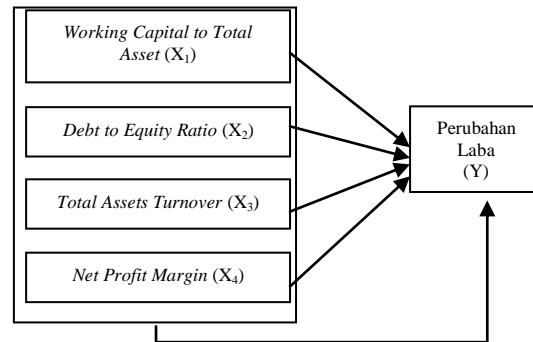 Working Capital to Total
Asset (X₁)
Debt to Equity Ratio (X₂)
Total Assets Turnover (X₃)
Net Profit Margin (X₄)
Perubahan
Laba
(Y)